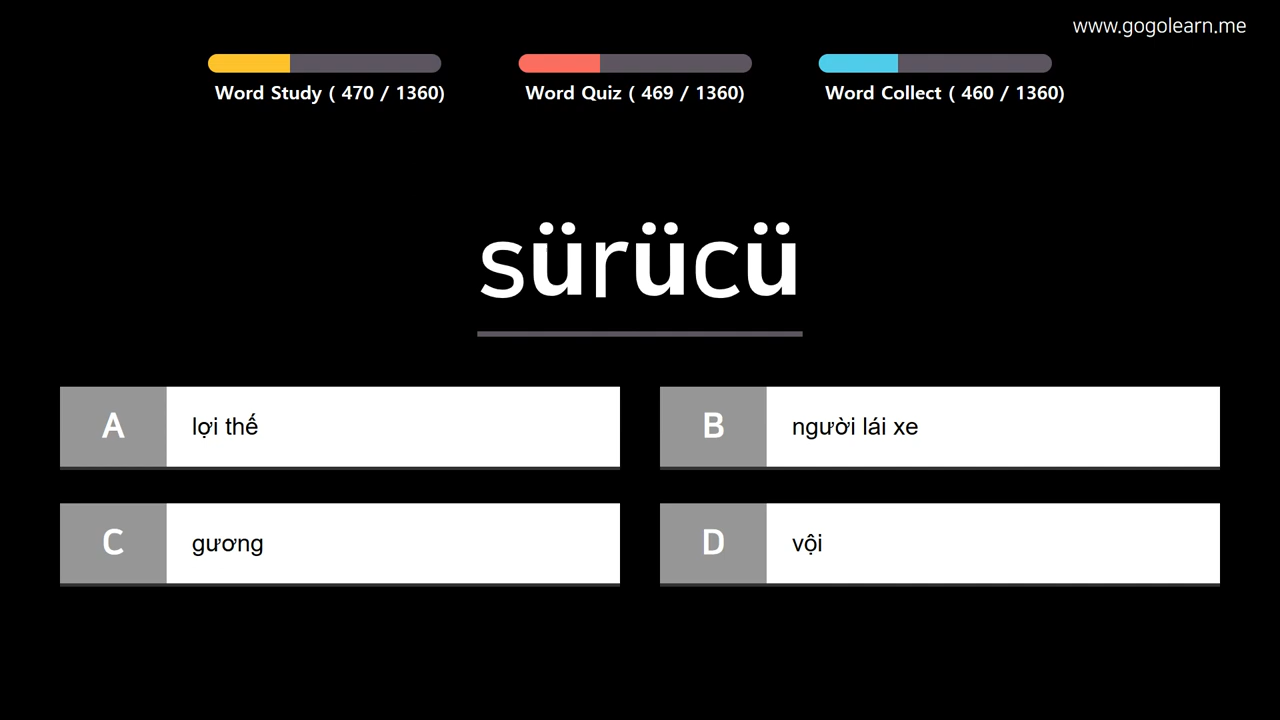 www.gogolearn.me
Word Study ( 470 / 1360)
Word Quiz ( 469 / 1360)
Word Collect ( 460 / 1360)
sürücü
A lợi thế
B người lái xe
C gương
D vội